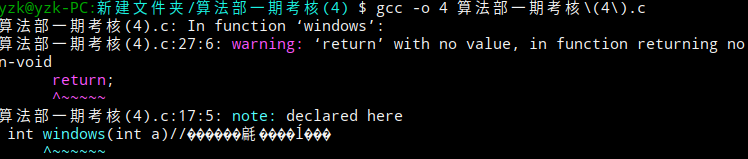 yzk@yzk-PC:新建文件夹/算法部一期考核(4) $ gcc -o 4 算法部一期考核\(4\).c
算法部一期考核(4).c: In function ‘windows’:
算法部一期考核(4).c:27:6: warning: ‘return’ with no value, in function returning no
n-void
      return;
      ^~~~~~
算法部一期考核(4).c:17:5: note: declared here
 int windows(int a)//������毹����Ĺ���
     ^~~~~~~